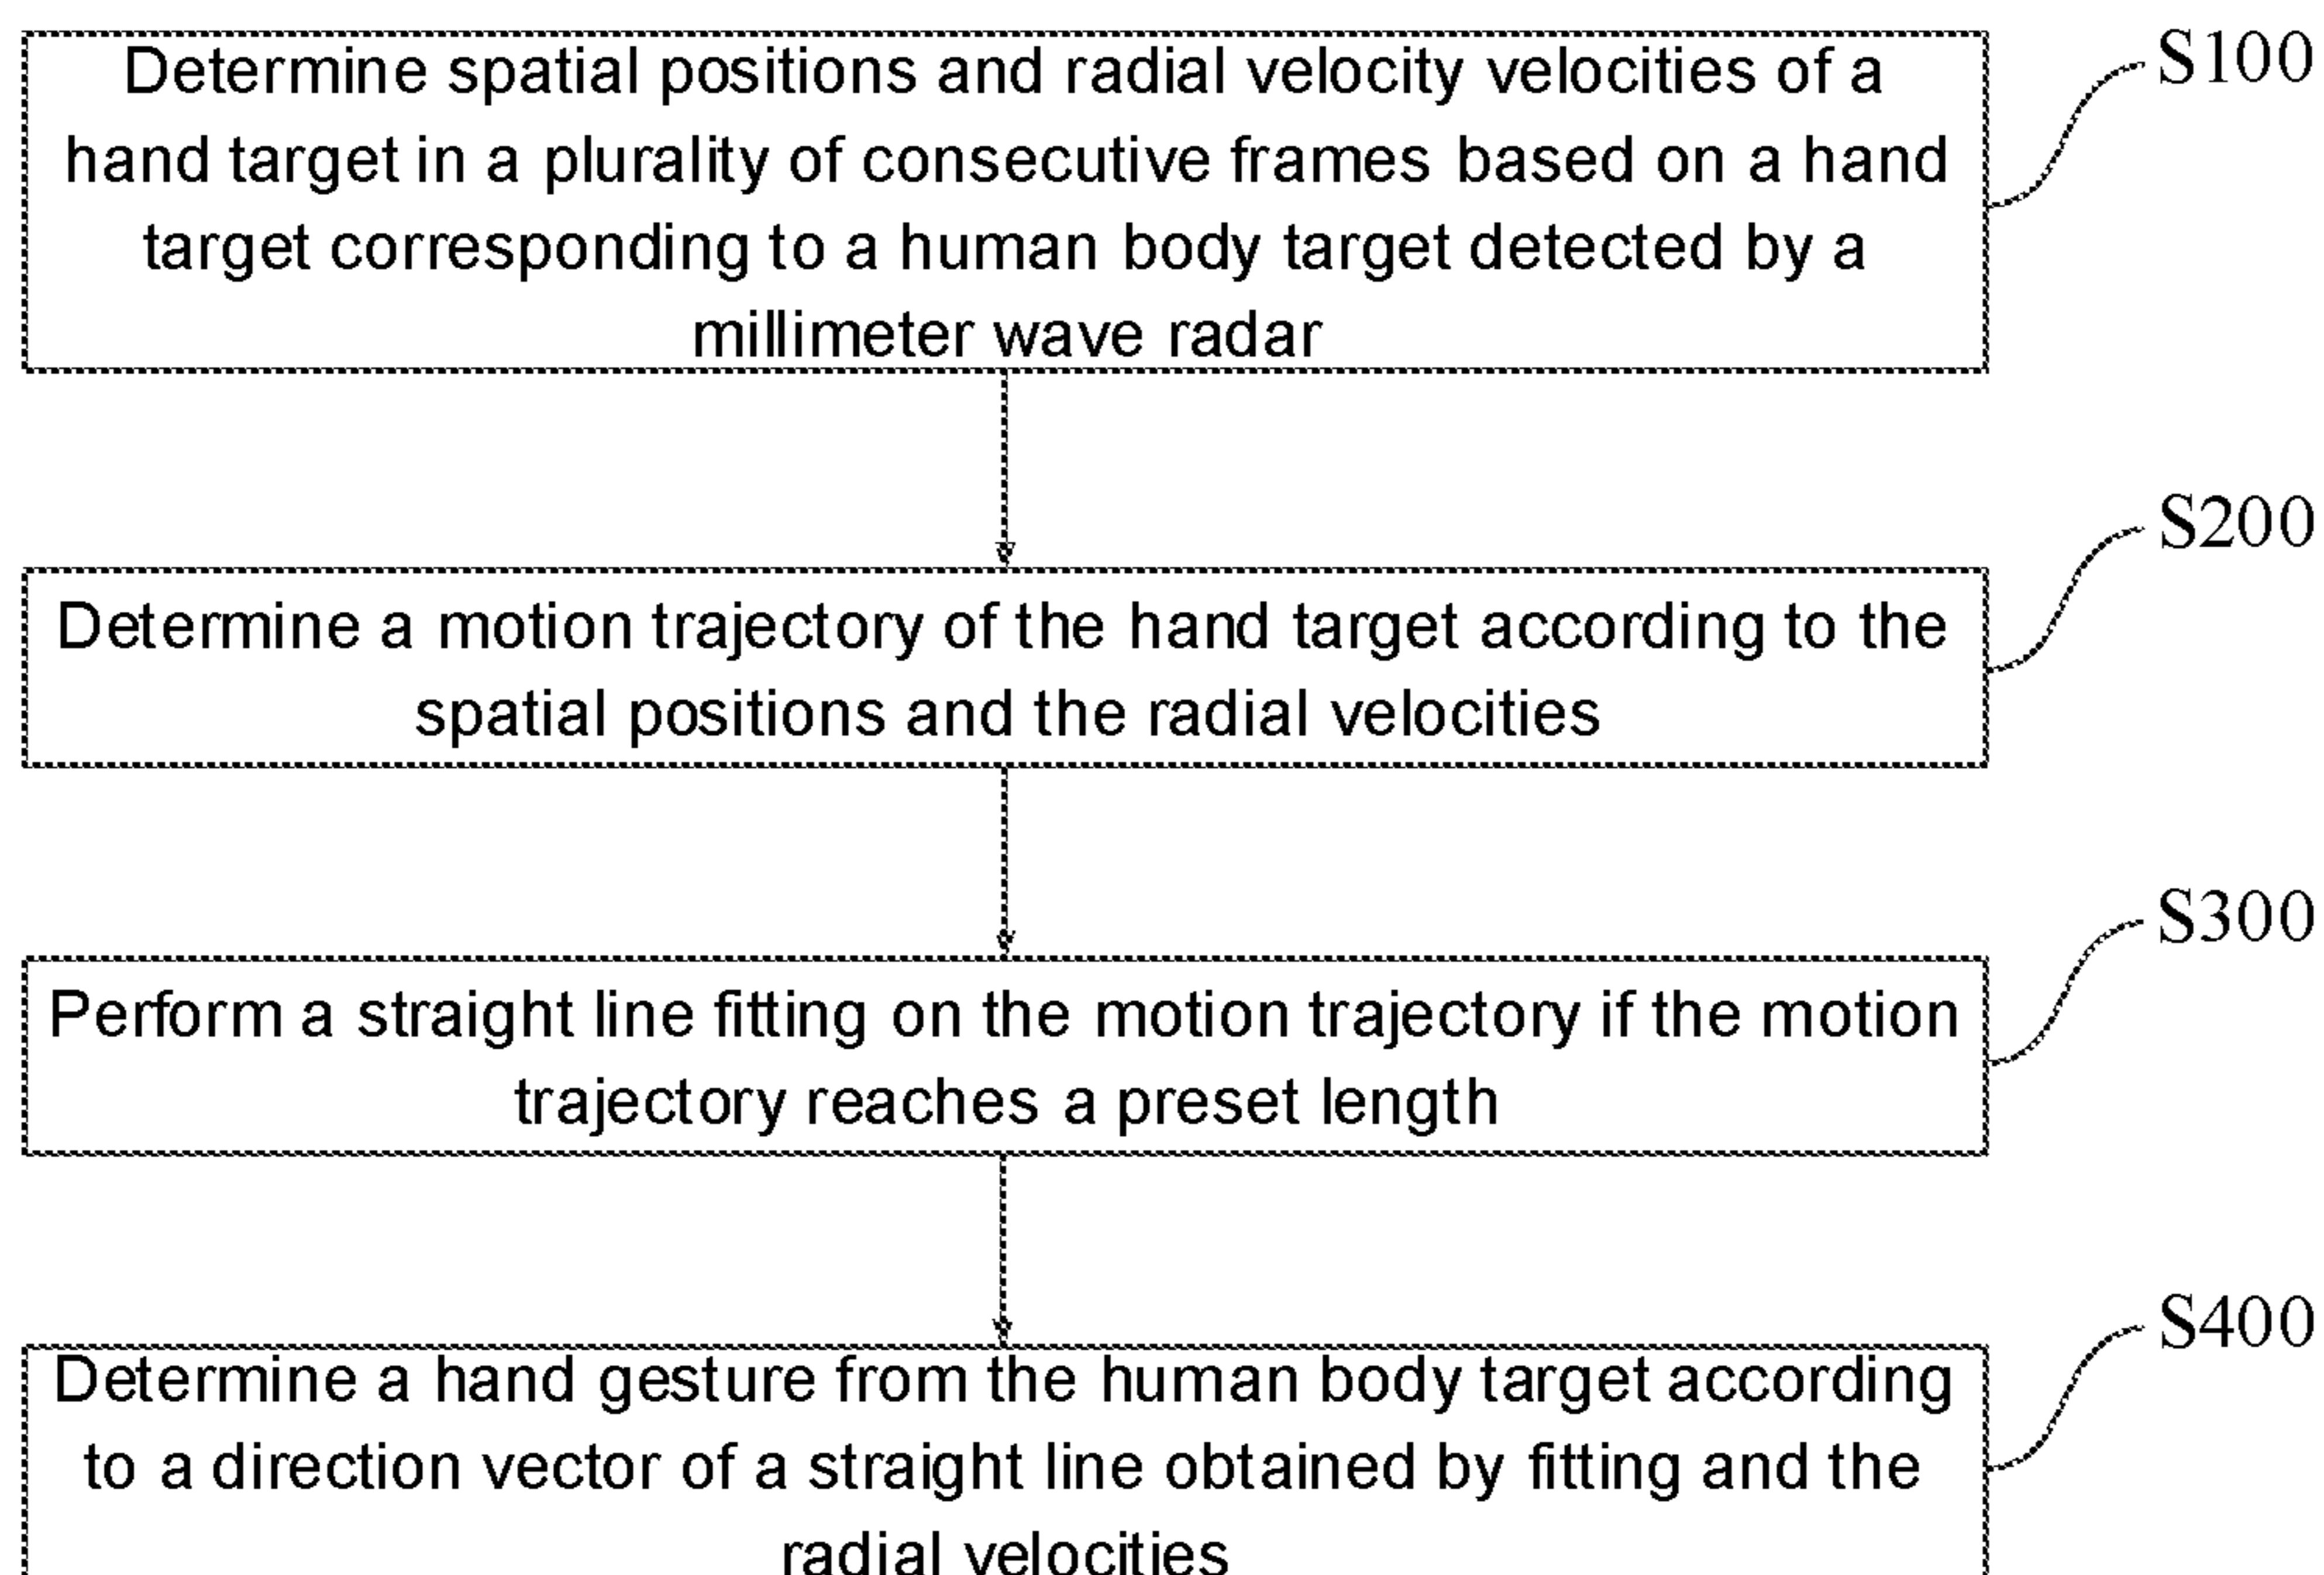 Determine spatial positions and radial velocity velocities of a
hand target in a plurality of consecutive frames based on a hand
target corresponding to a human body target detected by a
millimeter wave radar
S100
Determine a motion trajectory of the hand target according to the
spatial positions and the radial velocities
S200
Perform a straight line fitting on the motion trajectory if the motion
trajectory reaches a preset length
S300
Determine a hand gesture from the human body target according
to a direction vector of a straight line obtained by fitting and the
radial velocities
S400